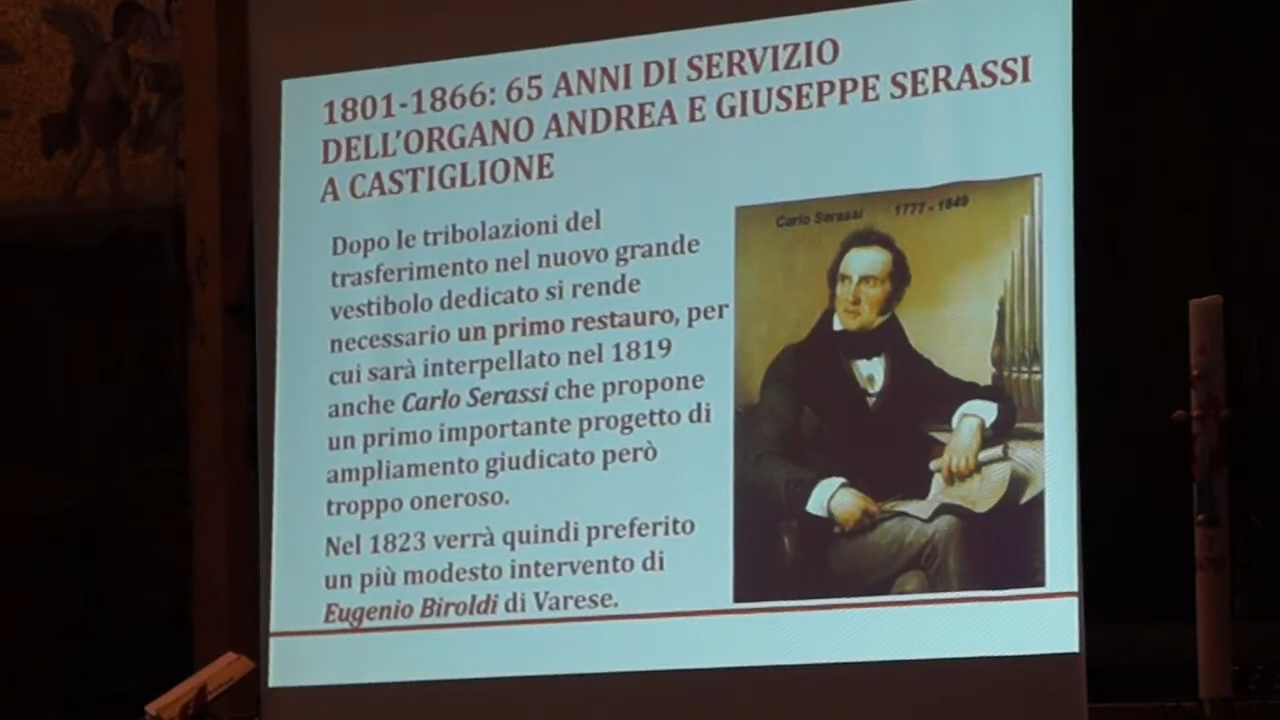 1801-1866: 65 ANNI DI SERVIZIO
DELL'ORGANO ANDREA E GIUSEPPE SERASSI
A CASTIGLIONE
Dopo le tribolazioni del
trasferimento nel nuovo grande
vestibolo dedicato si rende
necessario un primo restauro, per
cui sarà interpellato nel 1819
anche Carlo Serassi che propone
un primo importante progetto di
ampliamento giudicato però
troppo oneroso.
Nel 1823 verrà quindi preferito
un più modesto intervento di
Eugenio Biroldi di Varese.
Carlo Serassi 1777 - 1849